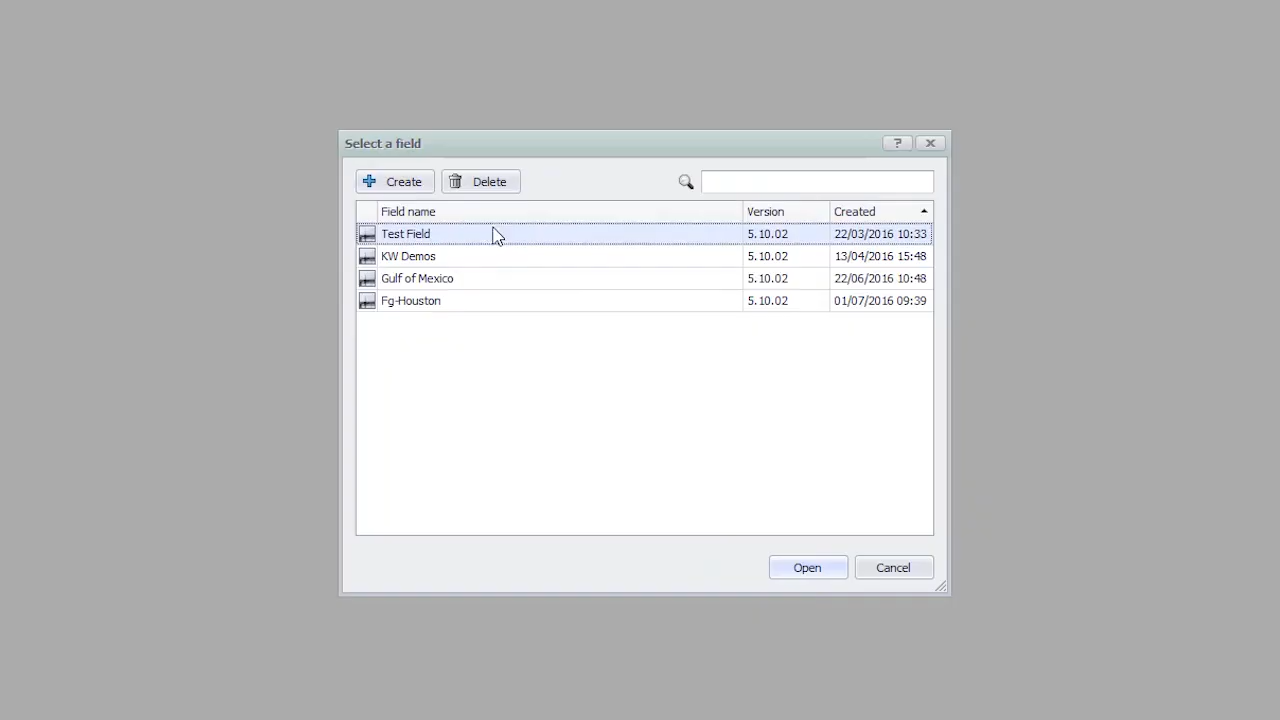 Select a field
?
Create Delete
Field name Version Created
Test Field 5.10.02 22/03/2016 10:33
KW Demos 5.10.02 13/04/2016 15:48
Gulf of Mexico 5.10.02 22/06/2016 10:48
Fg-Houston 5.10.02 01/07/2016 09:39
Open Cancel